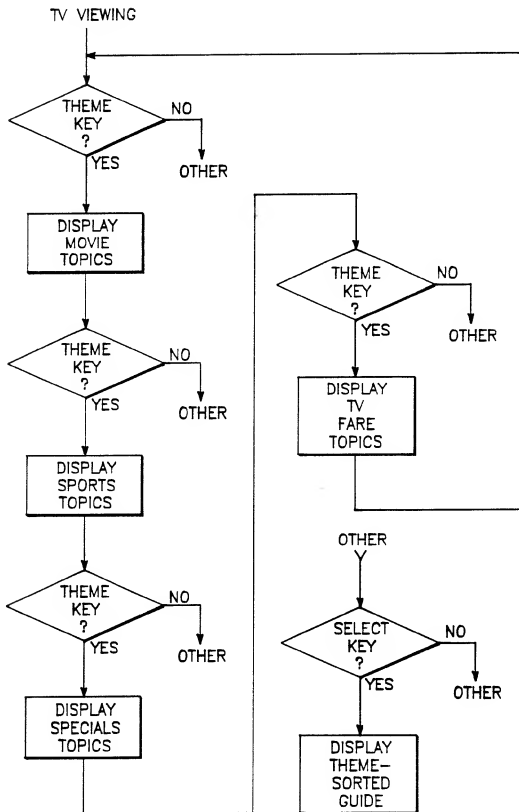 TV VIEWING
THEME
KEY
?
NO
YES
OTHER
DISPLAY
MOVIE
TOPICS
THEME
KEY
?
NO
YES
OTHER
DISPLAY
SPORTS
TOPICS
THEME
KEY
?
NO
YES
OTHER
DISPLAY
SPECIALS
TOPICS
THEME
KEY
?
NO
YES
OTHER
DISPLAY
TV
FARE
TOPICS
OTHER
SELECT
KEY
?
NO
YES
OTHER
DISPLAY
THEME-
SORTED
GUIDE